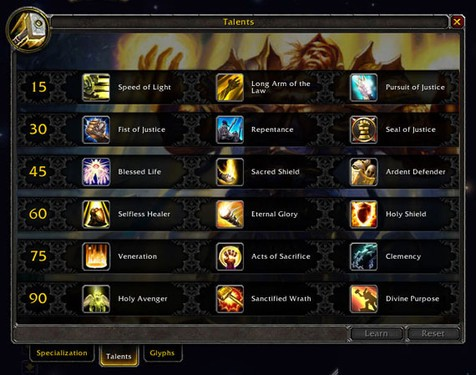 Talents
15 Speed of Light Long Arm of the Law Pursuit of Justice
30 Fist of Justice Repentance Seal of Justice
45 Blessed Life Sacred Shield Ardent Defender
60 Selfless Healer Eternal Glory Holy Shield
75 Veneration Acts of Sacrifice Clemency
90 Holy Avenger Sanctified Wrath Divine Purpose
Learn Reset
Specialization Talents Glyphs